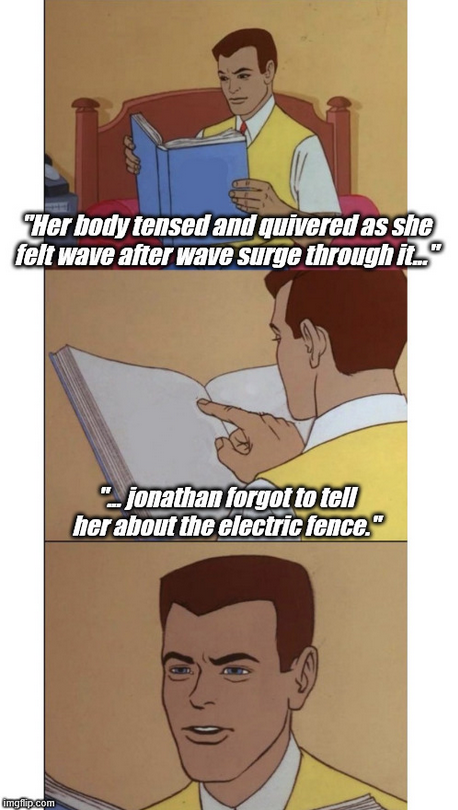 "Her body tensed and quivered as she
felt wave after wave surge through it..."
"... jonathan forgot to tell
her about the electric fence."
imgflip.com